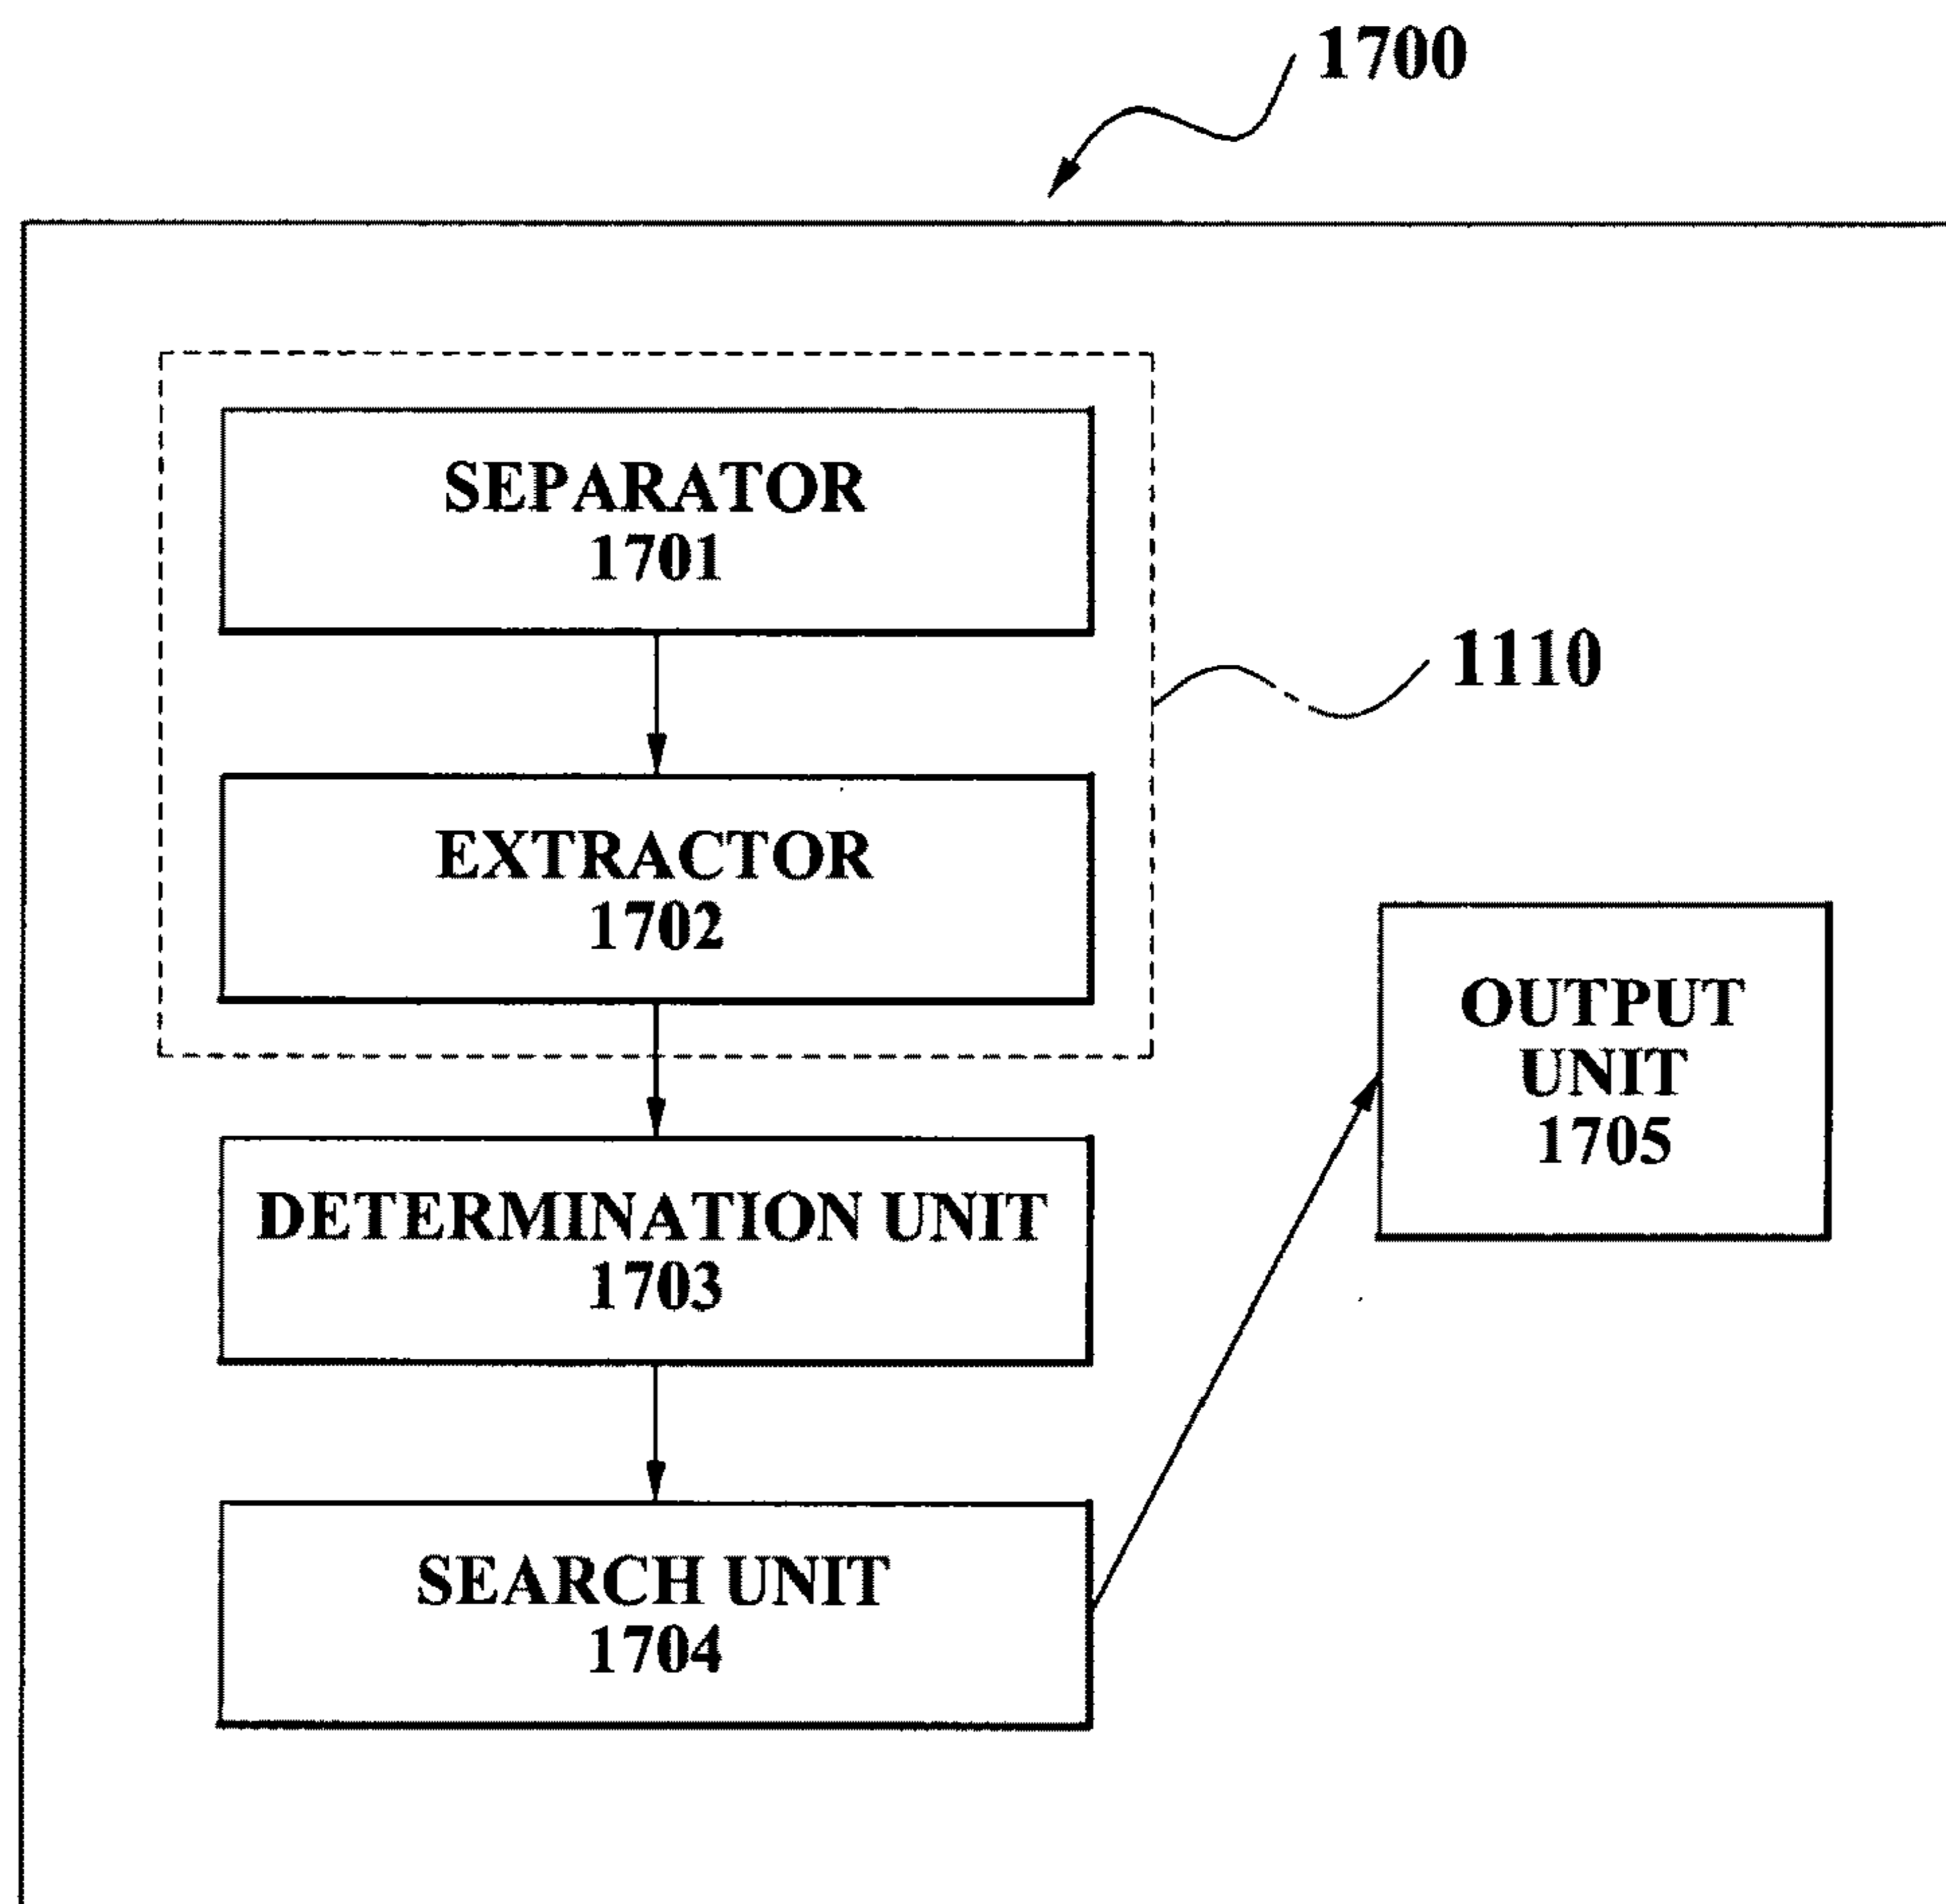 1700
SEPARATOR
1701
1110
EXTRACTOR
1702
OUTPUT
UNIT
1705
DETERMINATION UNIT
1703
SEARCH UNIT
1704